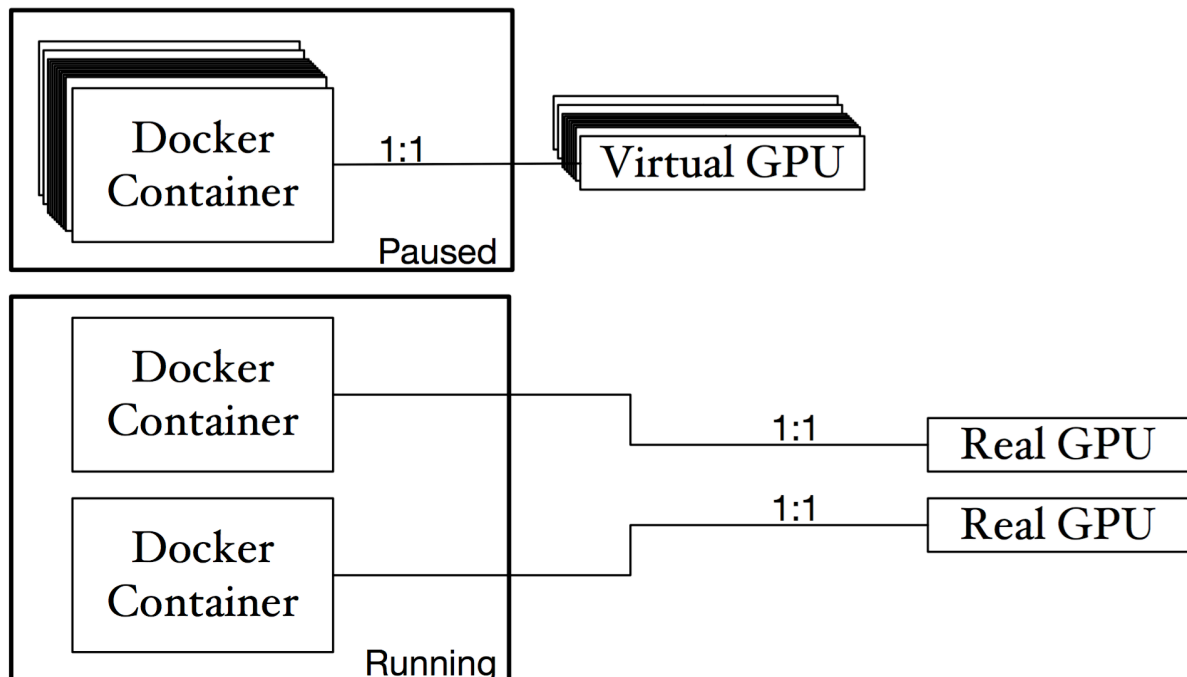 Docker
Container
1:1
Virtual GPU
Paused
Docker
Container
1:1
Real GPU
Docker
Container
1:1
Real GPU
Running